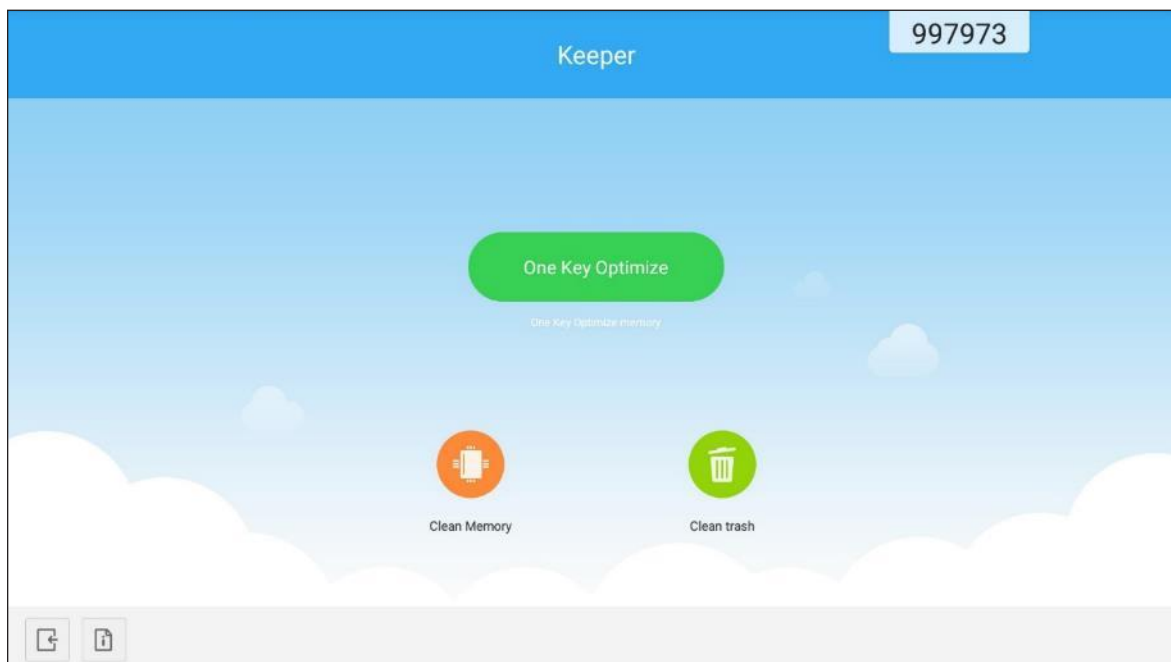 997973
Keeper
One Key Optimize
One Key Optimize memory
Clean Memory
Clean trash